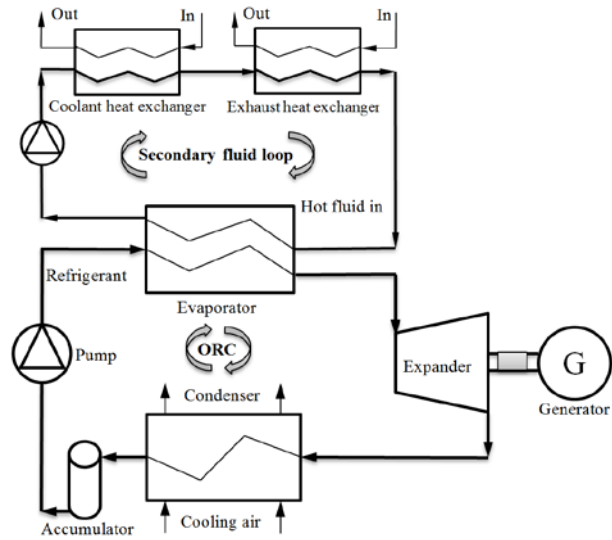 Out
In
Out
In
Coolant heat exchanger
Exhaust heat exchanger
Secondary fluid loop
Hot fluid in
Refrigerant
Evaporator
Pump
ORC
Expander
G
Condenser
Generator
Accumulator
Cooling air